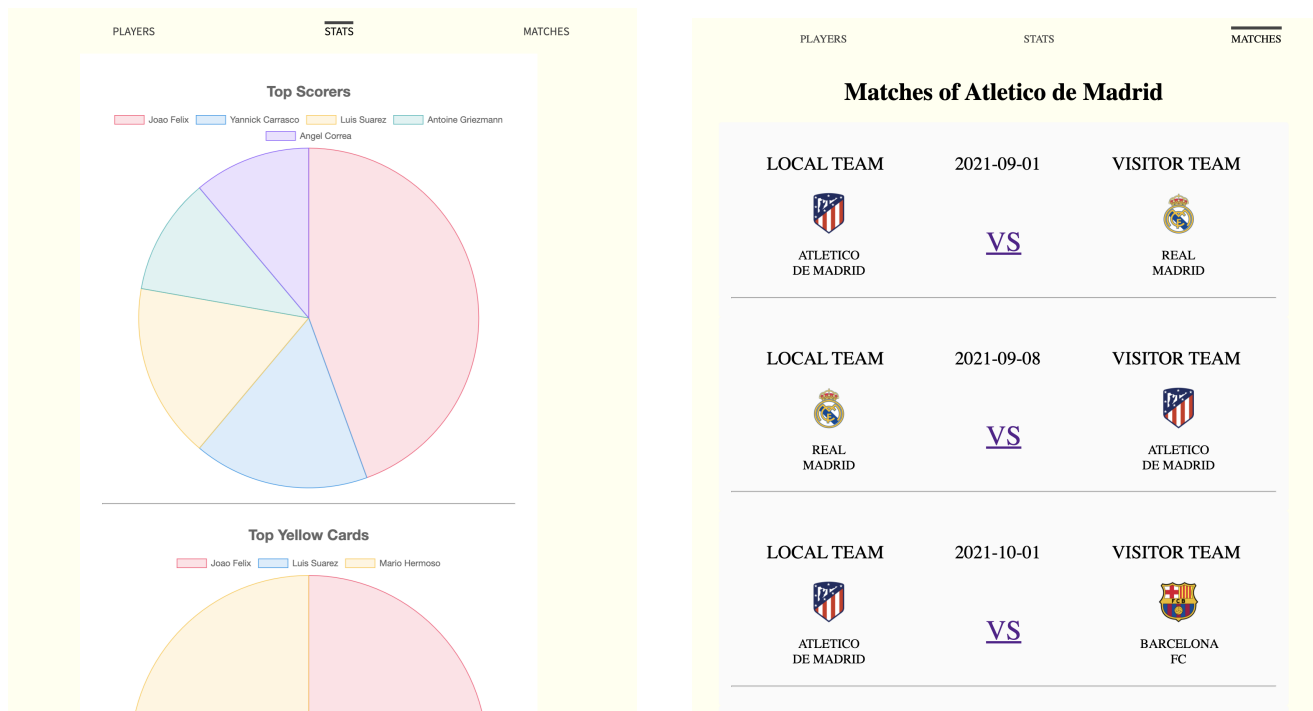 PLAYERS STATS MATCHES
Top Scorers
Joao Felix Yannick Carrasco Luis Suarez Antoine Griezmann
Angel Correa
Top Yellow Cards
Joao Felix Luis Suarez Mario Hermoso
PLAYERS STATS MATCHES
Matches of Atletico de Madrid
LOCAL TEAM 2021-09-01 VISITOR TEAM
VS
ATLETICO REAL
DE MADRID MADRID
LOCAL TEAM 2021-09-08 VISITOR TEAM
VS
REAL ATLETICO
MADRID DE MADRID
LOCAL TEAM 2021-10-01 VISITOR TEAM
FCB
VS
ATLETICO BARCELONA
DE MADRID FC